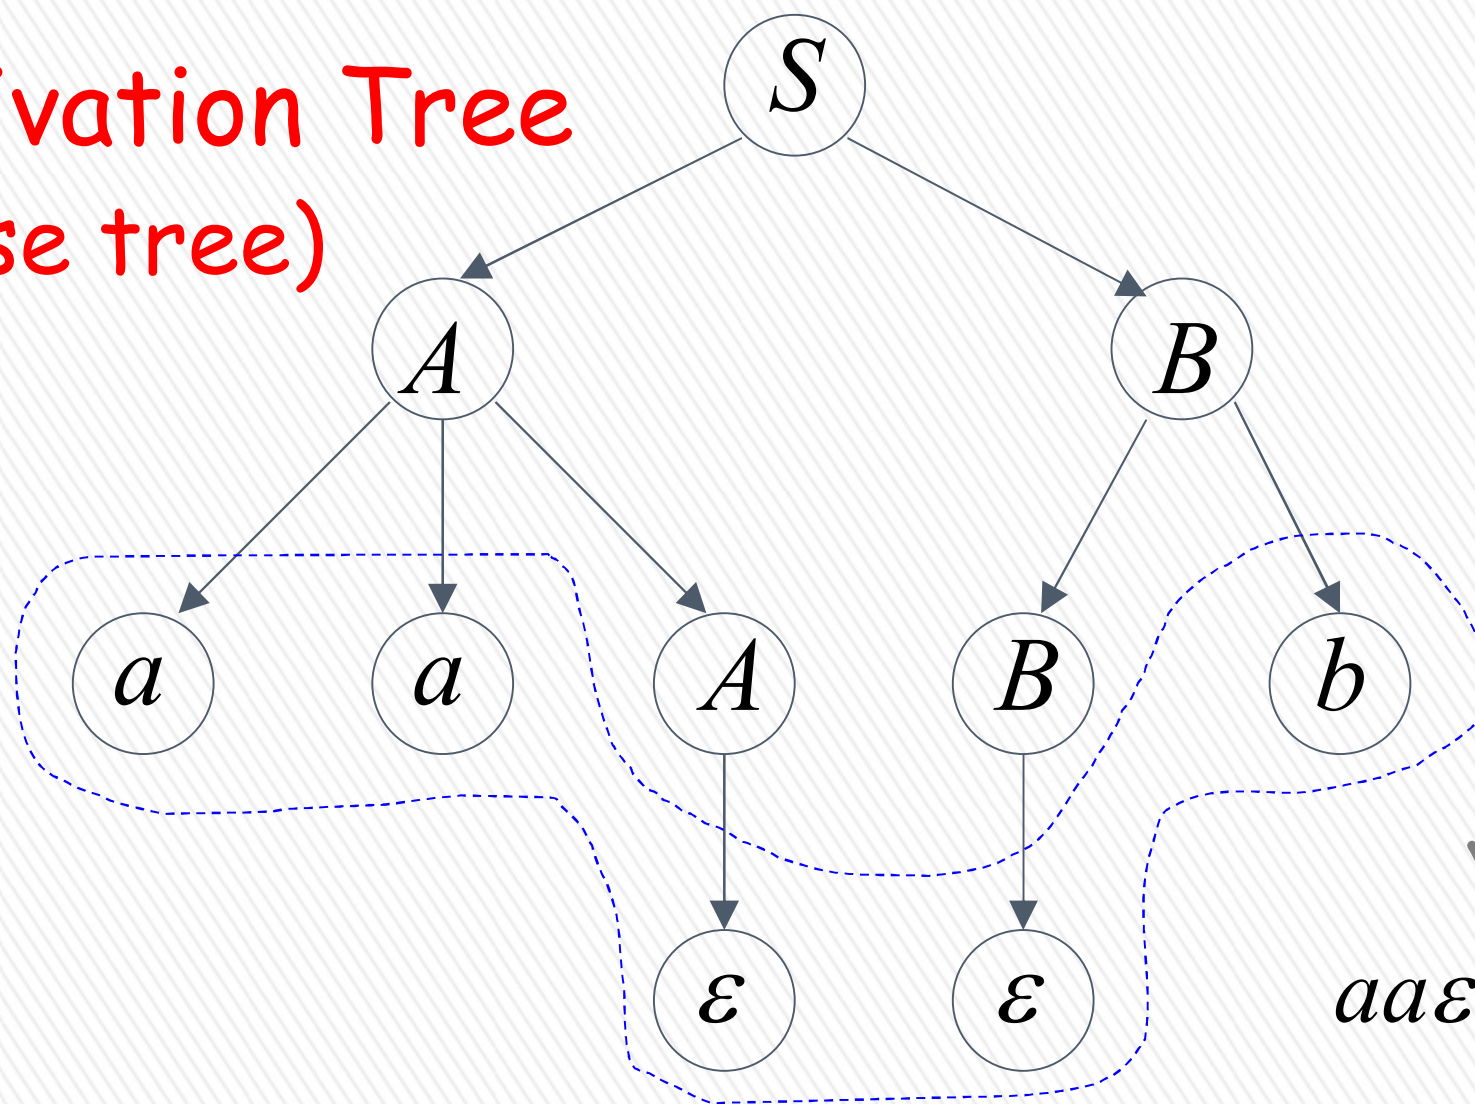 vation Tree
se tree)
S
A B
a a A B b
ε ε
aaε